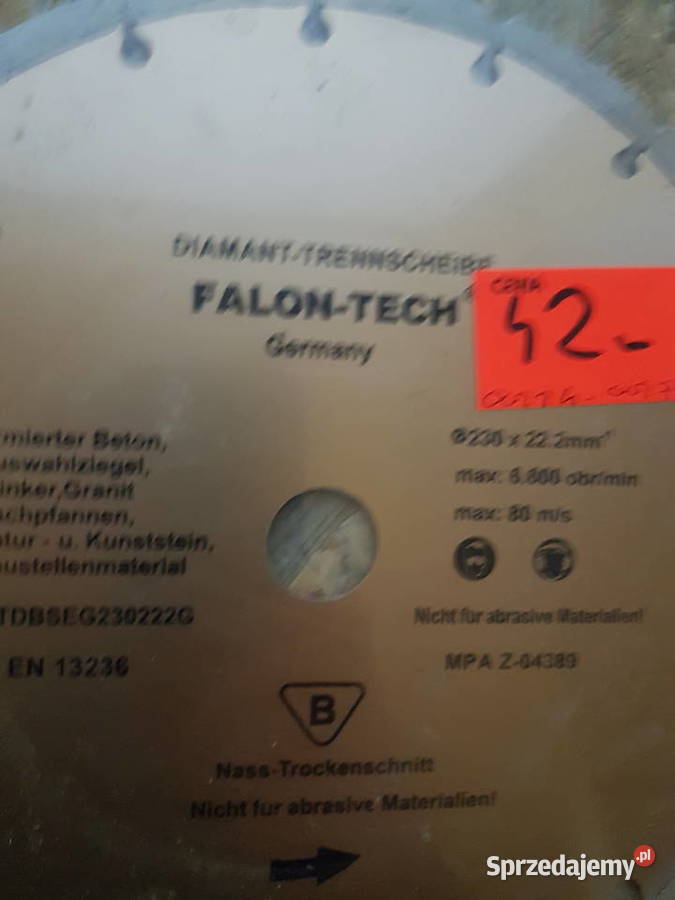 DIAMANT-TRENNSCHEIBE
FALON-TECH®
Germany
CENA
42.-
mierter Beton,
uswahlziegel,
inker,Granit
chpfannen,
tur - u. Kunststein,
ustellenmaterial
TDBSEG230222G
EN 13236
Ø230 x 22.2mm
max: 6.600 obr/min
max: 80 m/s
Nicht für abrasive Materialien!
MPA Z-04389
B
Nass-Trockenschnitt
Nicht fur abrasive Materialien!
Sprzedajemy.pl